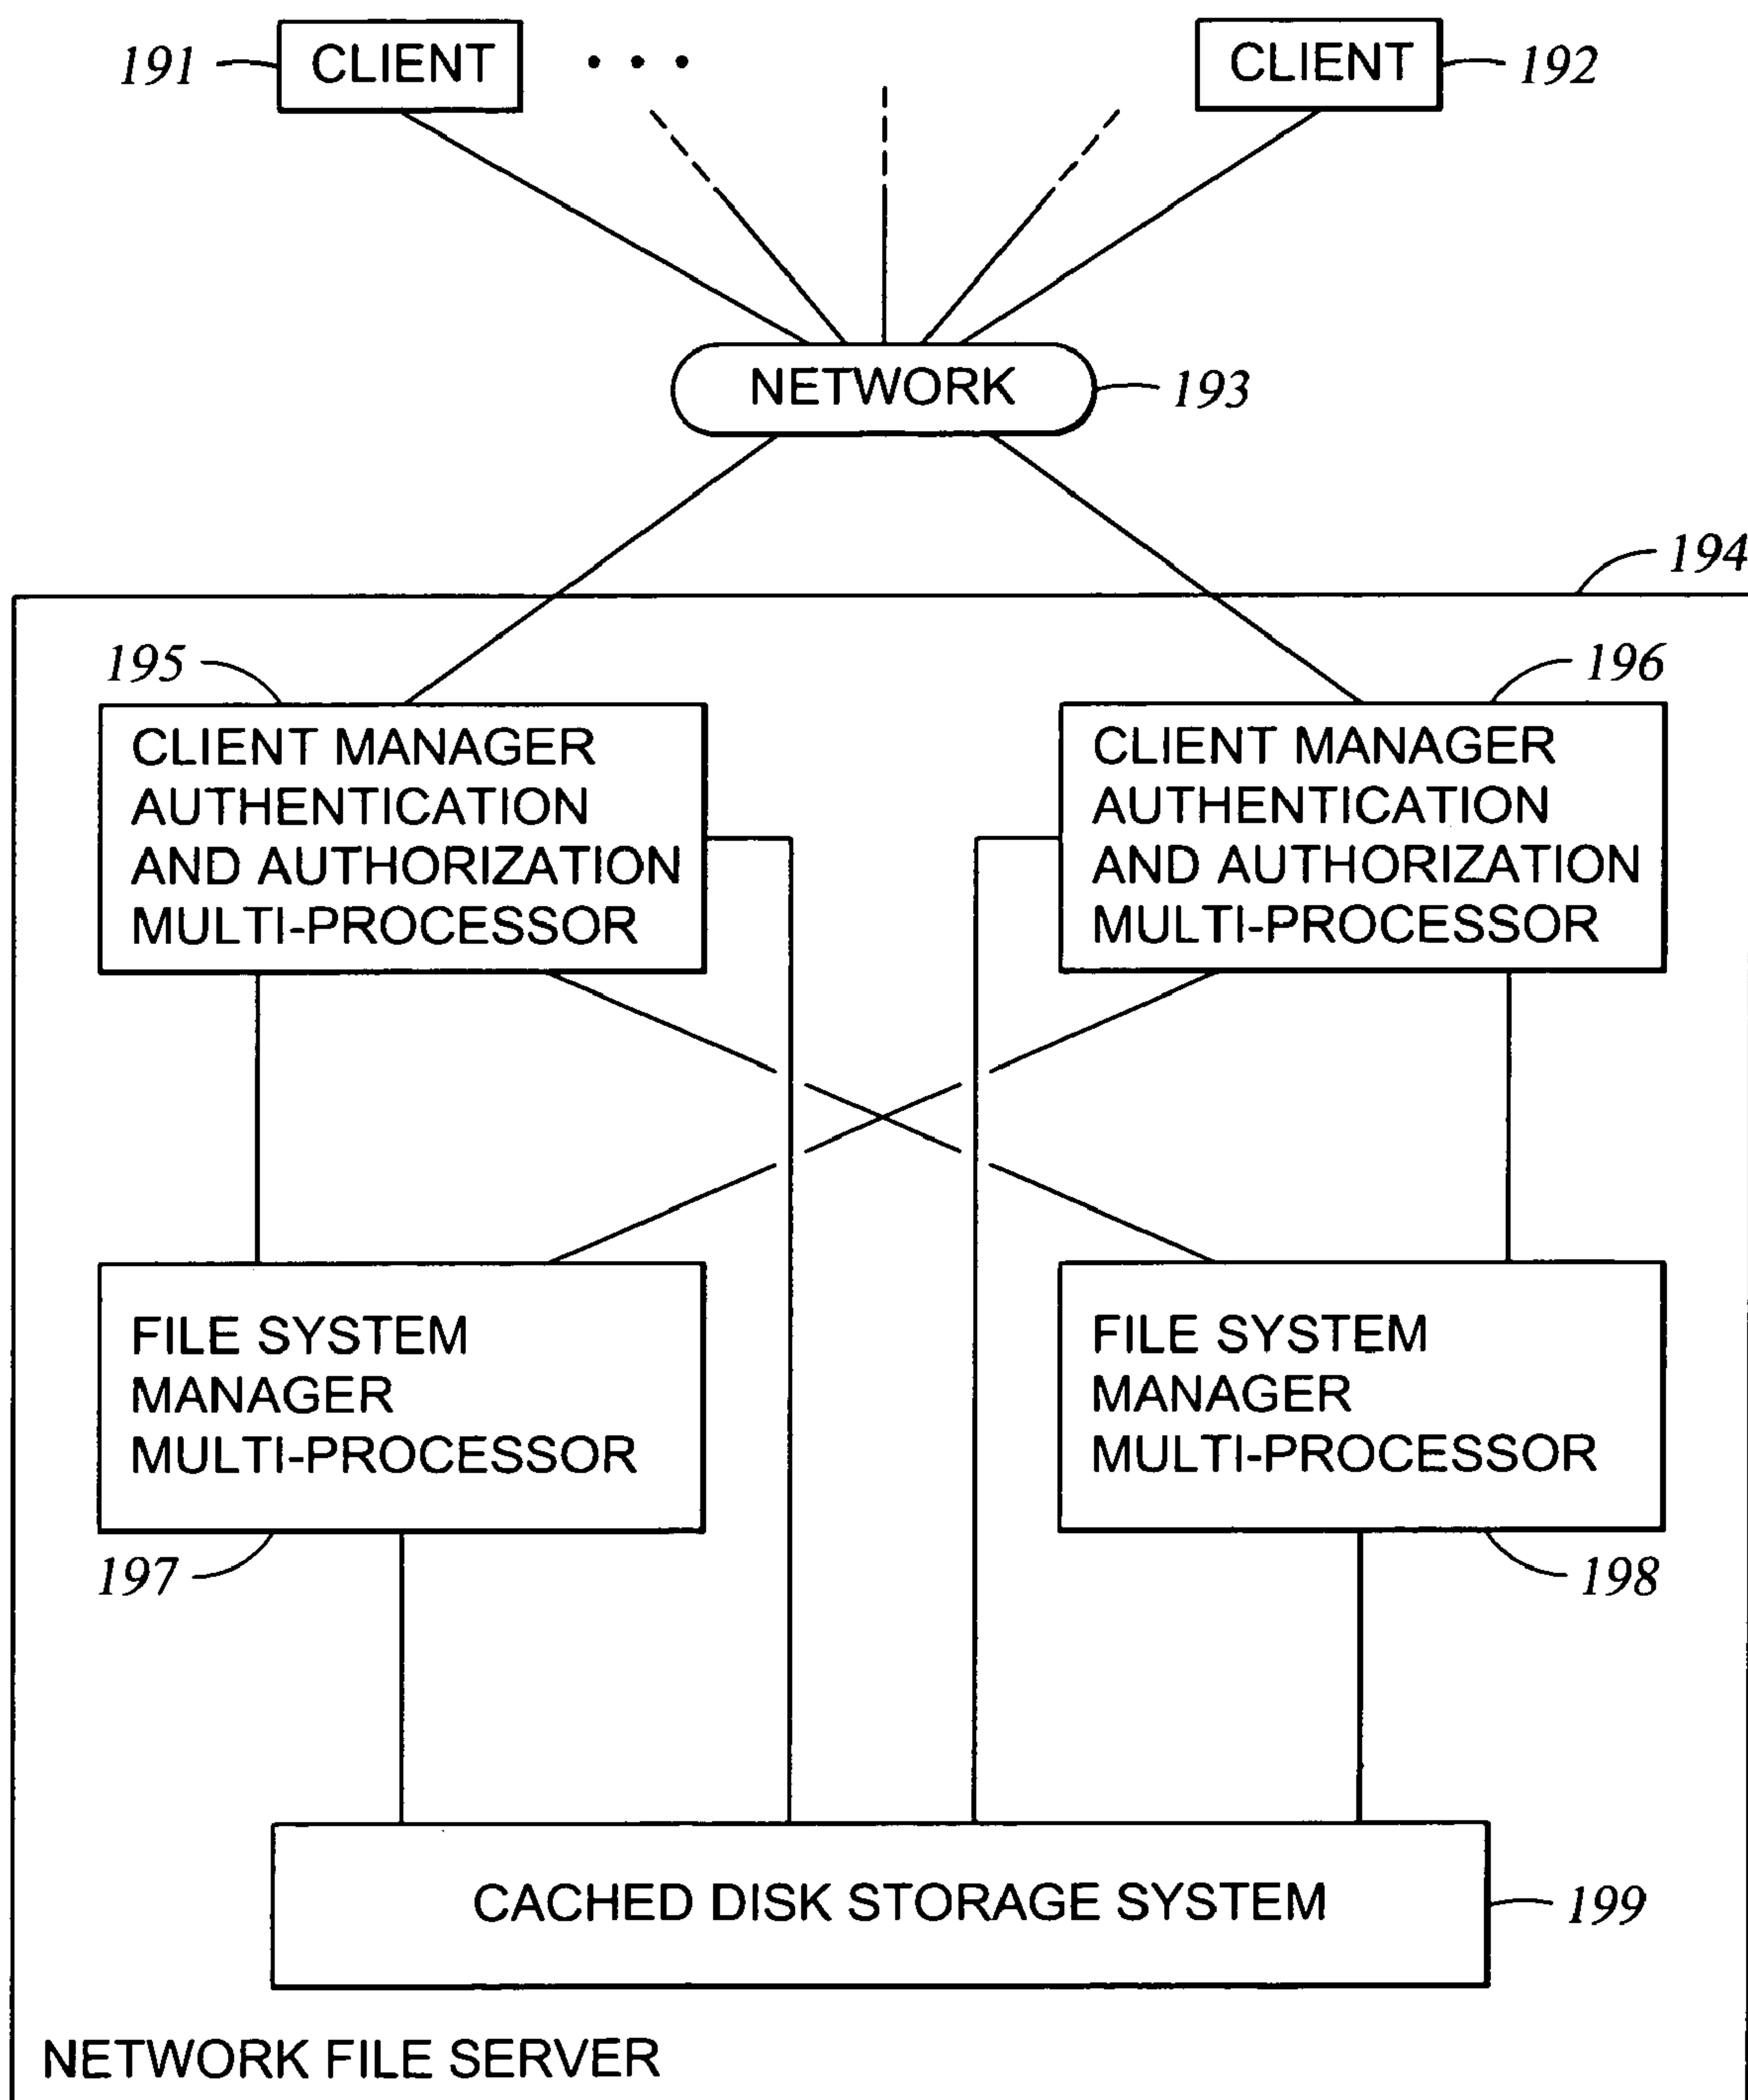 191 CLIENT • • • CLIENT 192
NETWORK 193
194
195
196
CLIENT MANAGER
AUTHENTICATION
AND AUTHORIZATION
MULTI-PROCESSOR
CLIENT MANAGER
AUTHENTICATION
AND AUTHORIZATION
MULTI-PROCESSOR
FILE SYSTEM
MANAGER
MULTI-PROCESSOR
FILE SYSTEM
MANAGER
MULTI-PROCESSOR
197
198
CACHED DISK STORAGE SYSTEM 199
NETWORK FILE SERVER